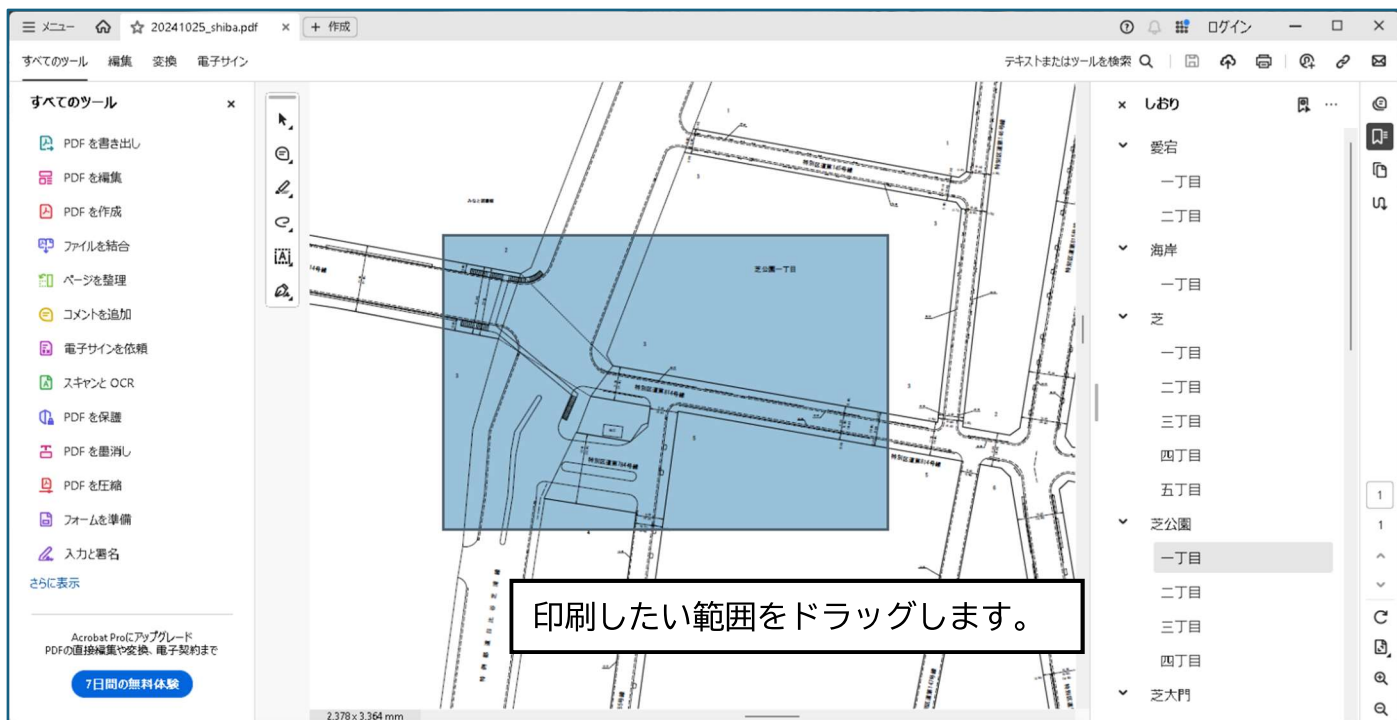 メニュー
20241025_shiba.pdf
作成
ログイン
すべてのツール 編集 変換 電子サイン
テキストまたはツールを検索
すべてのツール
PDF を書き出し
PDF を編集
PDF を作成
ファイルを結合
ページを整理
コメントを追加
電子サインを依頼
スキャンと OCR
PDF を保護
PDF を墨消し
PDF を圧縮
フォームを準備
入力と署名
さらに表示
Acrobat Proにアップグレード
PDFの直接編集や変換、電子契約まで
7日間の無料体験
芝公園一丁目
印刷したい範囲をドラッグします。
2,378 x 3,364 mm
しおり
愛宕
一丁目
二丁目
海岸
一丁目
芝
一丁目
二丁目
三丁目
四丁目
五丁目
芝公園
一丁目
二丁目
三丁目
四丁目
芝大門
1
1